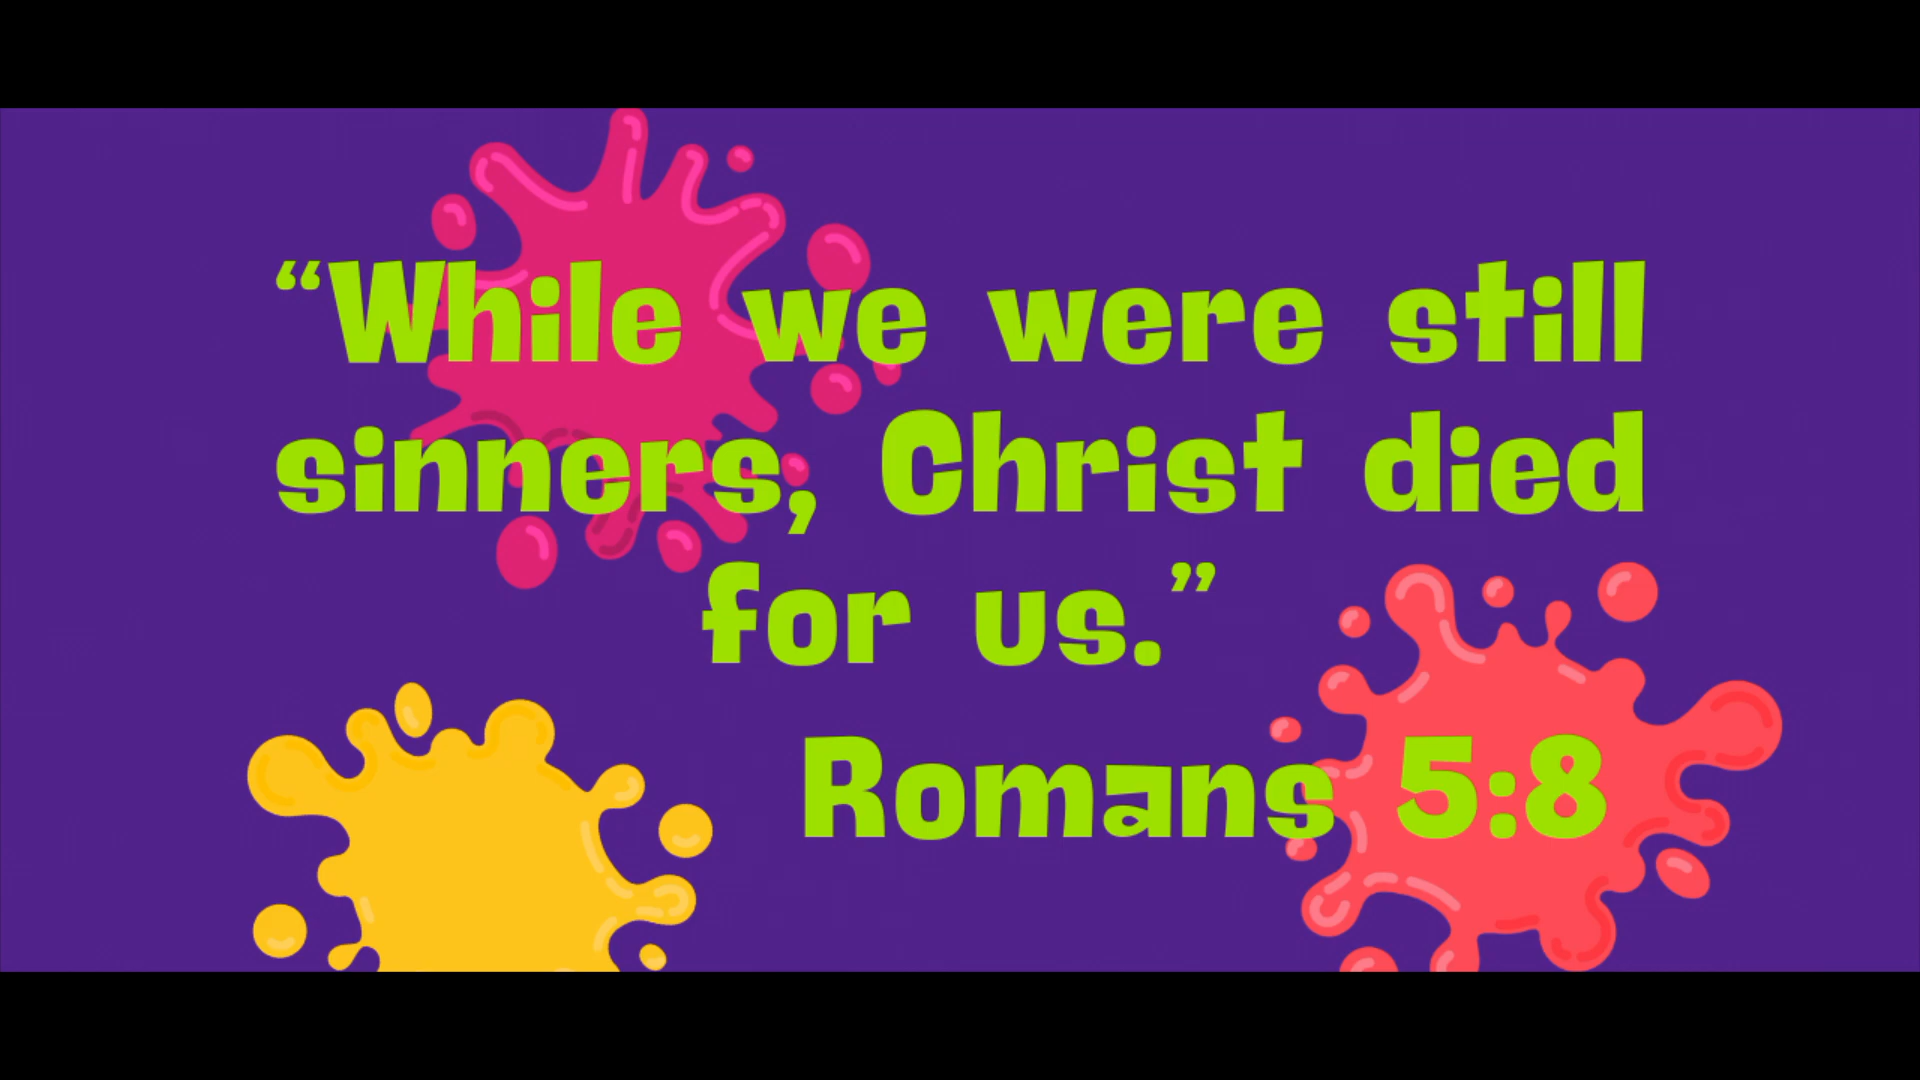 “While we were still
sinners, Christ died
for us.”
Romans 5:8